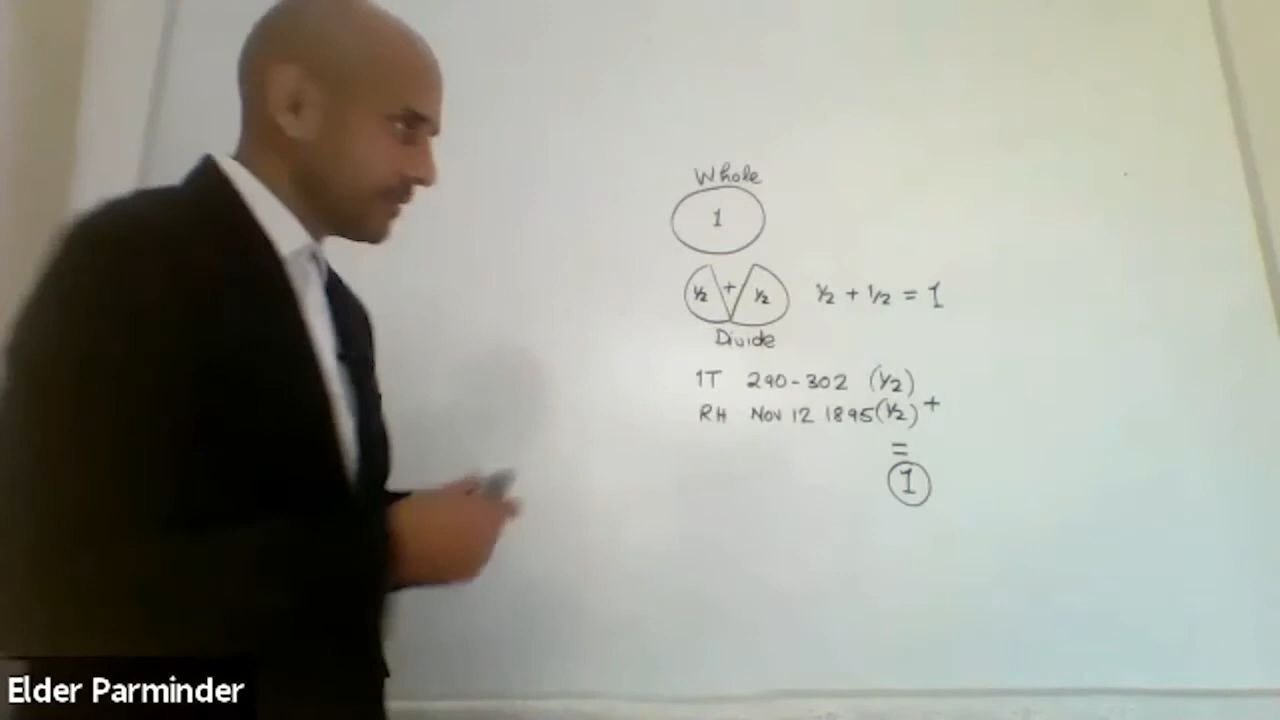 Whole
1
½ + ½
½ + 1/2 = 1
Divide
1T 290-302 (½)
RH Nov 12 1895 (½) +
=
1
Elder Parminder